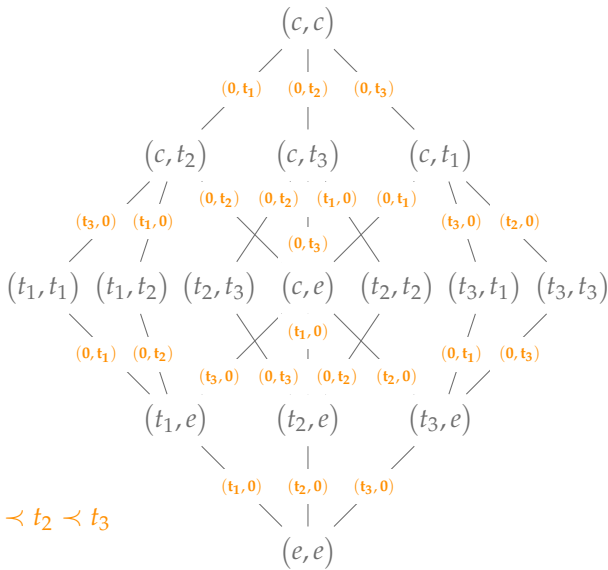 (c, c)
(0, t₁) (0, t₂) (0, t₃)
(c, t₂) (c, t₃) (c, t₁)
(0, t₂) (0, t₂) (t₁, 0) (0, t₁)
(t₃, 0) (t₁, 0) (t₃, 0) (t₂, 0)
(0, t₃)
(t₁, t₁) (t₁, t₂) (t₂, t₃) (c, e) (t₂, t₂) (t₃, t₁) (t₃, t₃)
(t₁, 0)
(0, t₁) (0, t₂) (0, t₁) (0, t₃)
(t₃, 0) (0, t₃) (0, t₂) (t₂, 0)
(t₁, e) (t₂, e) (t₃, e)
(t₁, 0) (t₂, 0) (t₃, 0)
≺ t₂ ≺ t₃
(e, e)